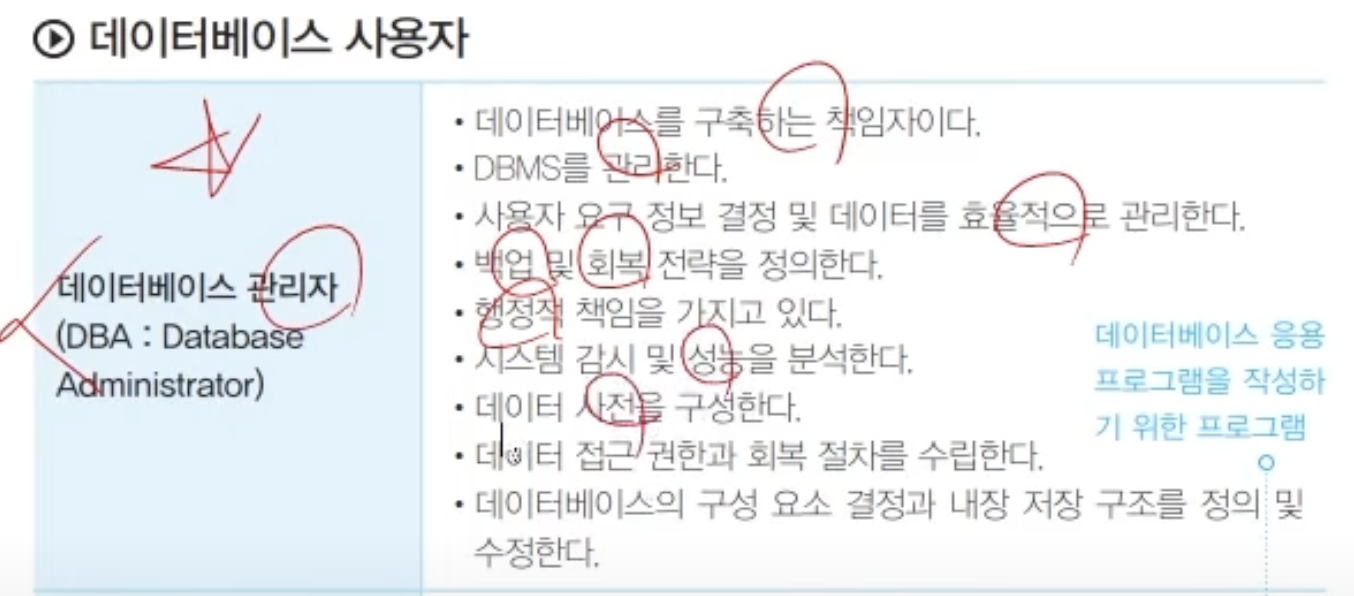 데이터베이스 사용자
데이터베이스 관리자
(DBA : Database
Administrator)
• 데이터베이스를 구축하는 책임자이다.
• DBMS를 관리한다.
• 사용자 요구 정보 결정 및 데이터를 효율적으로 관리한다.
• 백업 및 회복 전략을 정의한다.
• 행정적 책임을 가지고 있다.
• 시스템 감시 및 성능을 분석한다.
• 데이터 사전을 구성한다.
• 데이터 접근 권한과 회복 절차를 수립한다.
• 데이터베이스의 구성 요소 결정과 내장 저장 구조를 정의 및
수정한다.
데이터베이스 응용
프로그램을 작성하
기 위한 프로그램